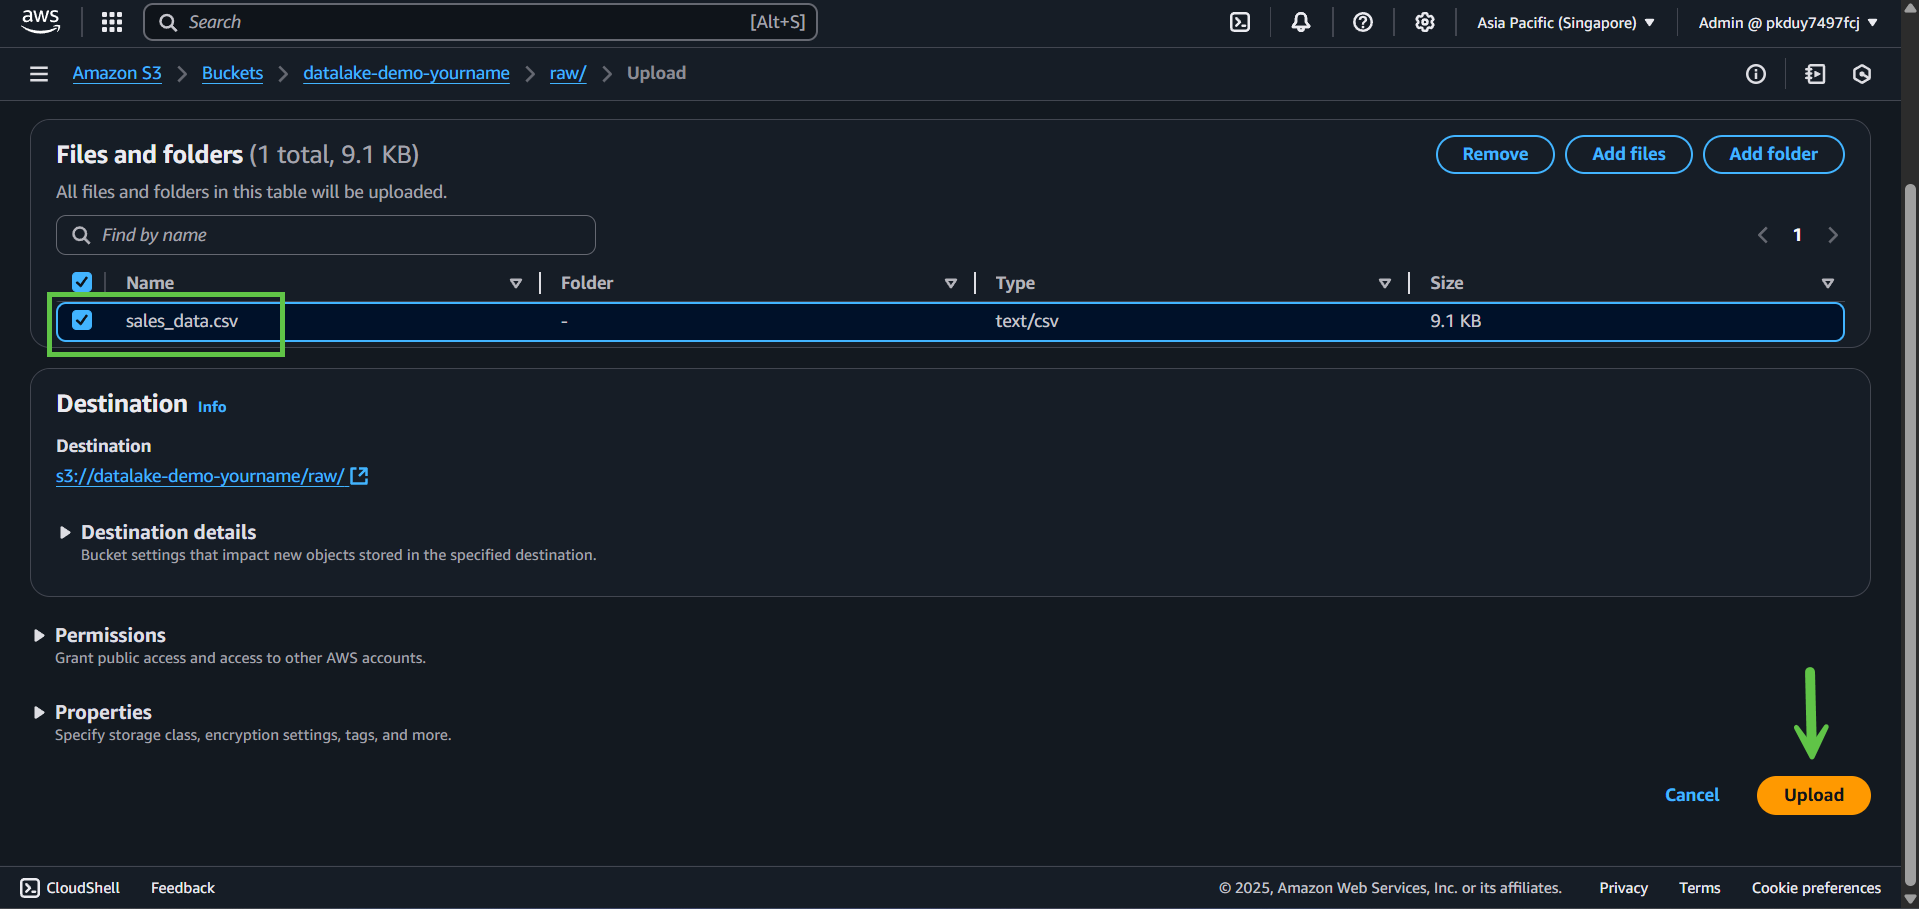 aws
Search [Alt+S]
Asia Pacific (Singapore)
Admin @ pkduy7497fcj
Amazon S3 Buckets datalake-demo-yourname raw/ Upload
Files and folders (1 total, 9.1 KB)
Remove
Add files
Add folder
All files and folders in this table will be uploaded.
Find by name
1
Name Folder Type Size
sales_data.csv - text/csv 9.1 KB
Destination Info
Destination
s3://datalake-demo-yourname/raw/
Destination details
Bucket settings that impact new objects stored in the specified destination.
Permissions
Grant public access and access to other AWS accounts.
Properties
Specify storage class, encryption settings, tags, and more.
Cancel
Upload
CloudShell Feedback © 2025, Amazon Web Services, Inc. or its affiliates. Privacy Terms Cookie preferences